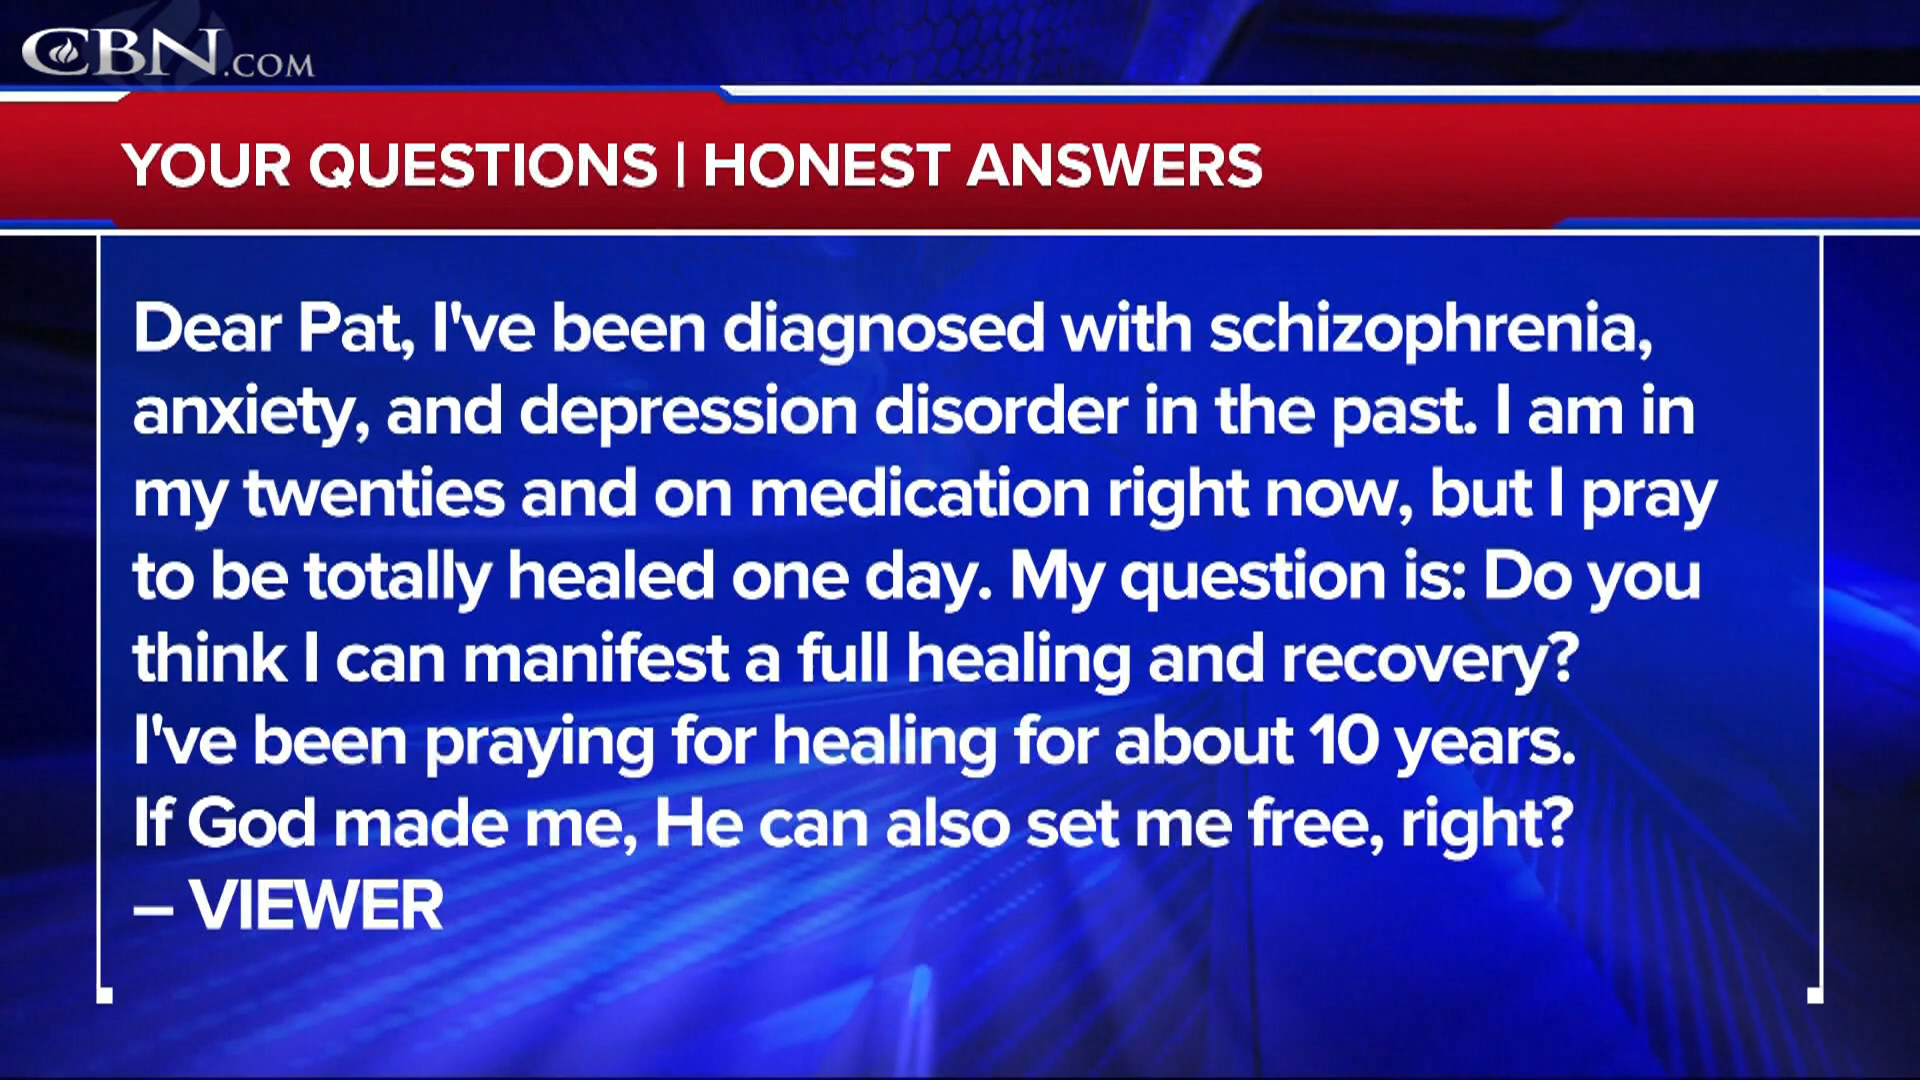 CBN.COM
YOUR QUESTIONS | HONEST ANSWERS
Dear Pat, I've been diagnosed with schizophrenia,
anxiety, and depression disorder in the past. I am in
my twenties and on medication right now, but I pray
to be totally healed one day. My question is: Do you
think I can manifest a full healing and recovery?
I've been praying for healing for about 10 years.
If God made me, He can also set me free, right?
– VIEWER